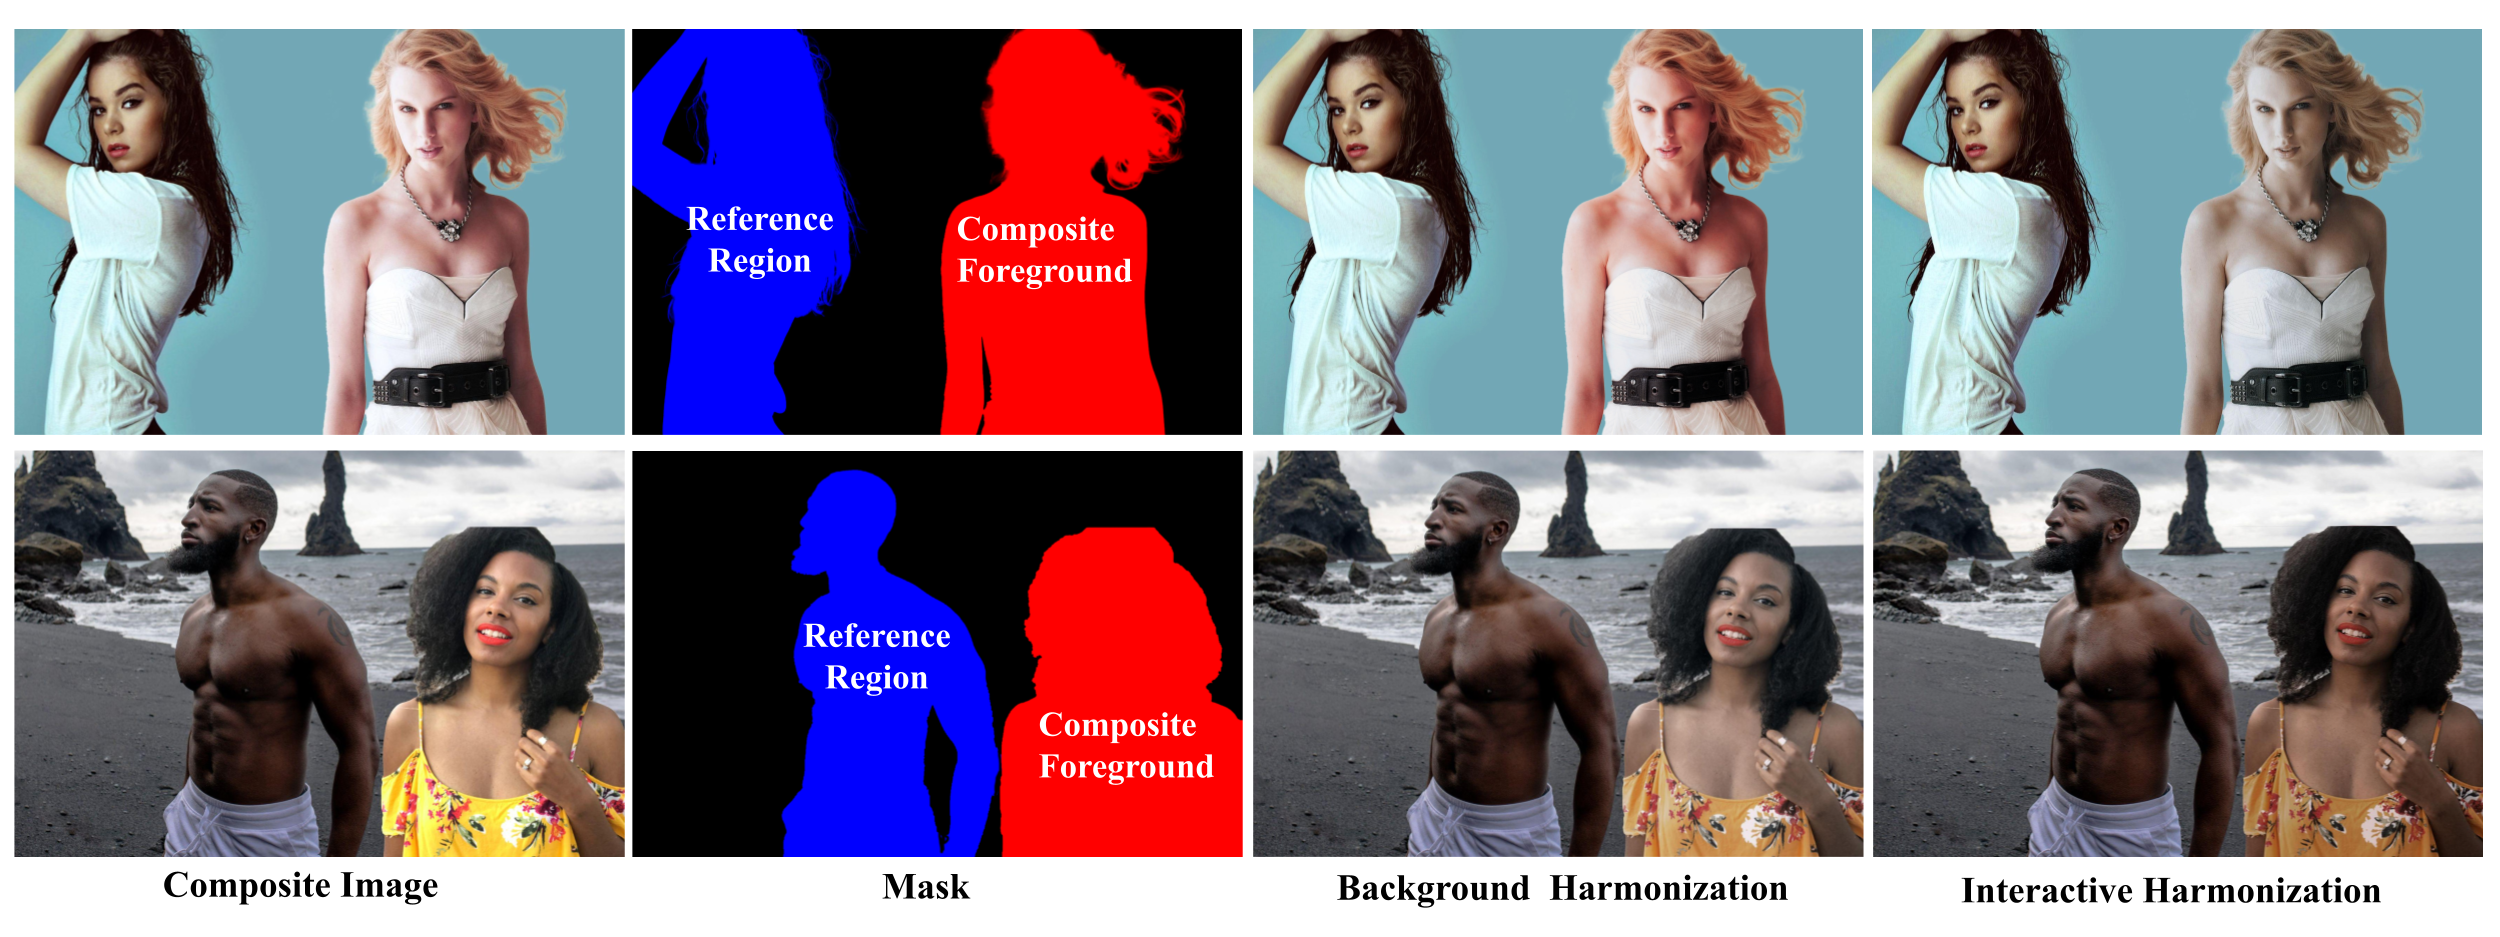 Reference
Region
Composite
Foreground
Reference
Region
Composite
Foreground
Composite Image
Mask
Background Harmonization
Interactive Harmonization